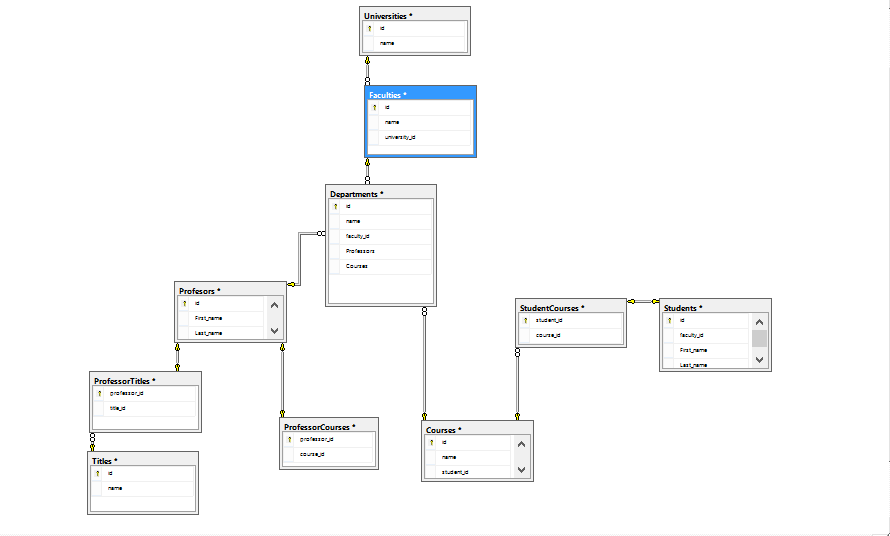 Universities *
id
name
Faculties *
id
name
university_id
Departments *
id
name
faculty_id
Professors
Courses
Profesors *
id
First_name
Last_name
StudentCourses *
student_id
course_id
Students *
id
faculty_id
First_name
Last_name
ProfessorTitles *
professor_id
title_id
ProfessorCourses *
professor_id
course_id
Courses *
id
name
student_id
Titles *
id
name